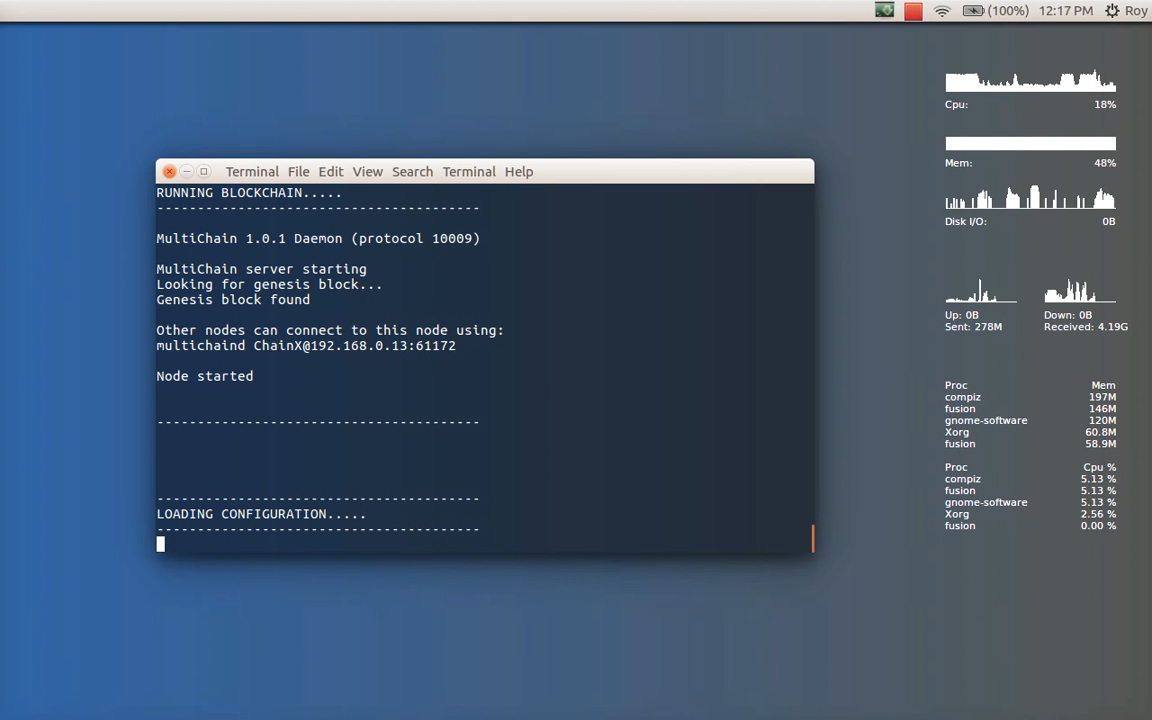 (100%) 12:17 PM Roy
Terminal File Edit View Search Terminal Help
RUNNING BLOCKCHAIN.....
----------------------------------------
MultiChain 1.0.1 Daemon (protocol 10009)
MultiChain server starting
Looking for genesis block...
Genesis block found
Other nodes can connect to this node using:
multichaind ChainX@192.168.0.13:61172
Node started
----------------------------------------
----------------------------------------
LOADING CONFIGURATION.....
----------------------------------------
Cpu: 18%
Mem: 48%
Disk I/O: 0B
Up: 0B Down: 0B
Sent: 278M Received: 4.19G
Proc Mem
compiz 197M
fusion 146M
gnome-software 120M
Xorg 60.8M
fusion 58.9M
Proc Cpu %
compiz 5.13 %
fusion 5.13 %
gnome-software 5.13 %
Xorg 2.56 %
fusion 0.00 %